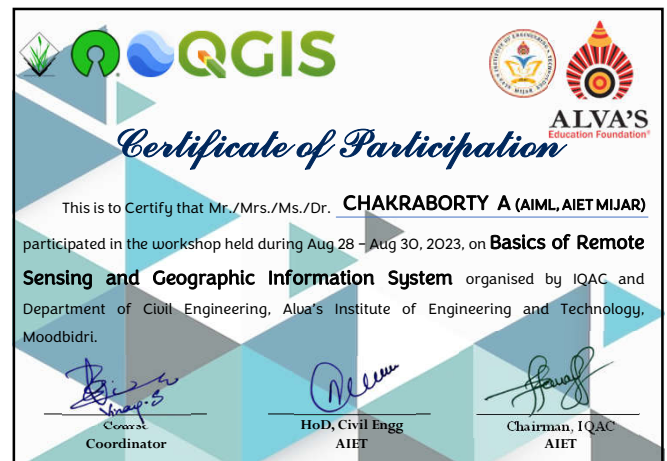 QGIS
ALVA'S
Education Foundation®
Certificate of Participation
This is to Certify that Mr./Mrs./Ms./Dr. CHAKRABORTY A (AIML, AIET MIJAR)
participated in the workshop held during Aug 28 – Aug 30, 2023, on Basics of Remote
Sensing and Geographic Information System organised by IQAC and
Department of Civil Engineering, Alva's Institute of Engineering and Technology,
Moodbidri.
Vinay.S
Course HoD, Civil Engg Chairman, IQAC
Coordinator AIET AIET